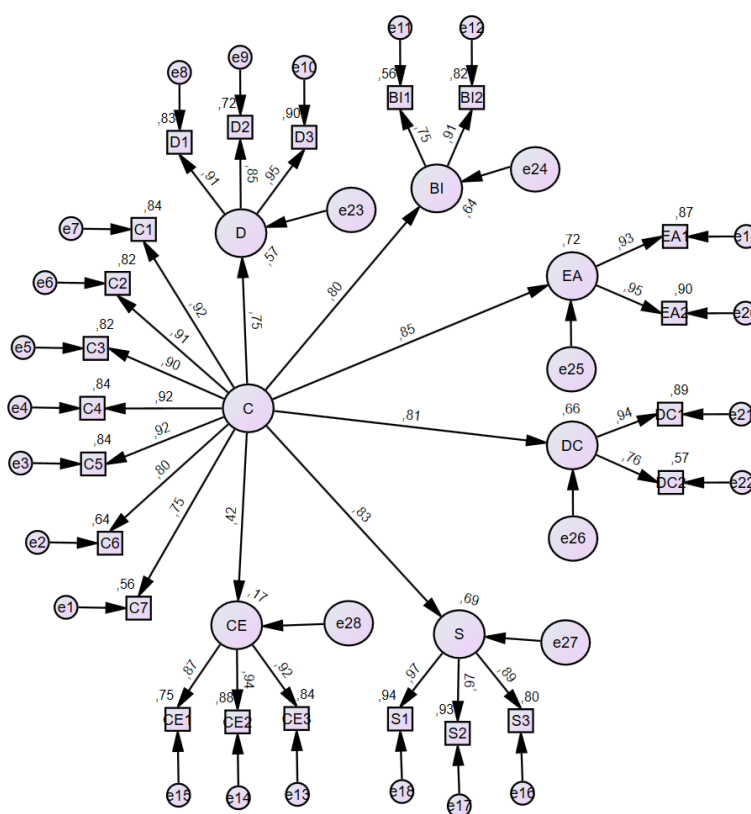 e11
e12
e9
e10
e8
,56
BI1
,82
BI2
,72
D2
,90
D3
,83
D1
,75
,91
,91
,85
,95
e24
BI
,64
e23
D
,57
,84
C1
e7
,87
EA1
e1
,72
,93
EA
,95
,90
EA2
e20
,82
C2
e6
,92
,80
,75
,82
C3
e5
,91
,90
,85
e25
,84
C4
e4
,92
C
,81
,66
DC
,94
,89
DC1
e21
,76
,57
DC2
e22
,84
C5
e3
,92
,80
,75
,42
,83
e26
,64
C6
e2
,56
C7
e1
,17
CE
e28
,69
S
e27
,87
,94
,92
,97
,97
,89
,75
CE1
,88
CE2
,84
CE3
,94
S1
,93
S2
,80
S3
e15
e14
e13
e18
e17
e16